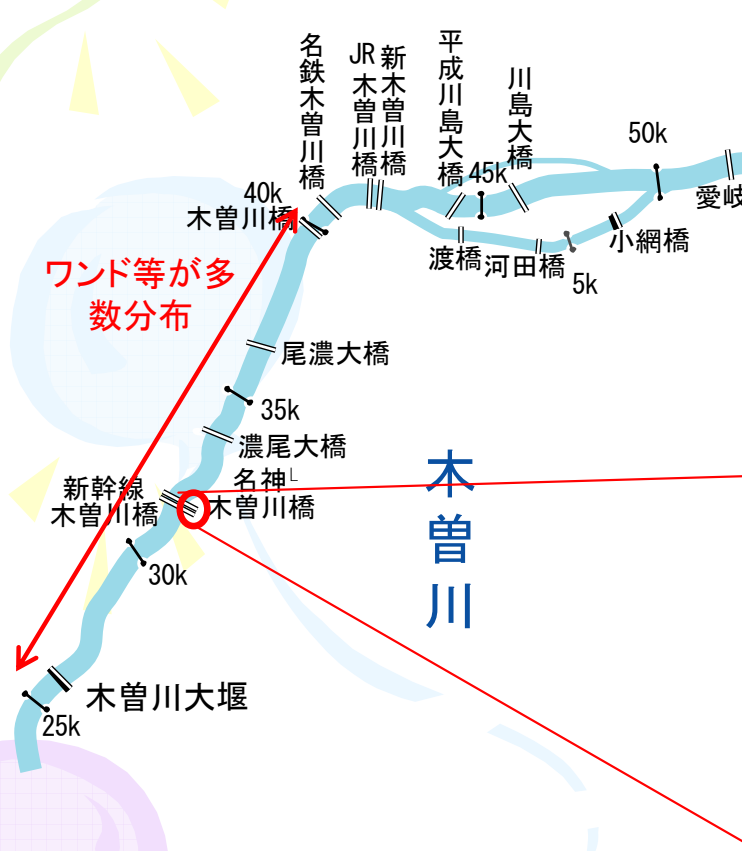 名鉄木曽川橋
JR木曽川橋
新木曽川橋
平成川島大橋
川島大橋
50k
45k
40k
木曽川橋
愛岐
渡橋
河田橋
小網橋
5k
ワンド等が多
数分布
尾濃大橋
35k
濃尾大橋
新幹線
木曽川橋
名神
木曽川橋
30k
木曽川
木曽川大堰
25k